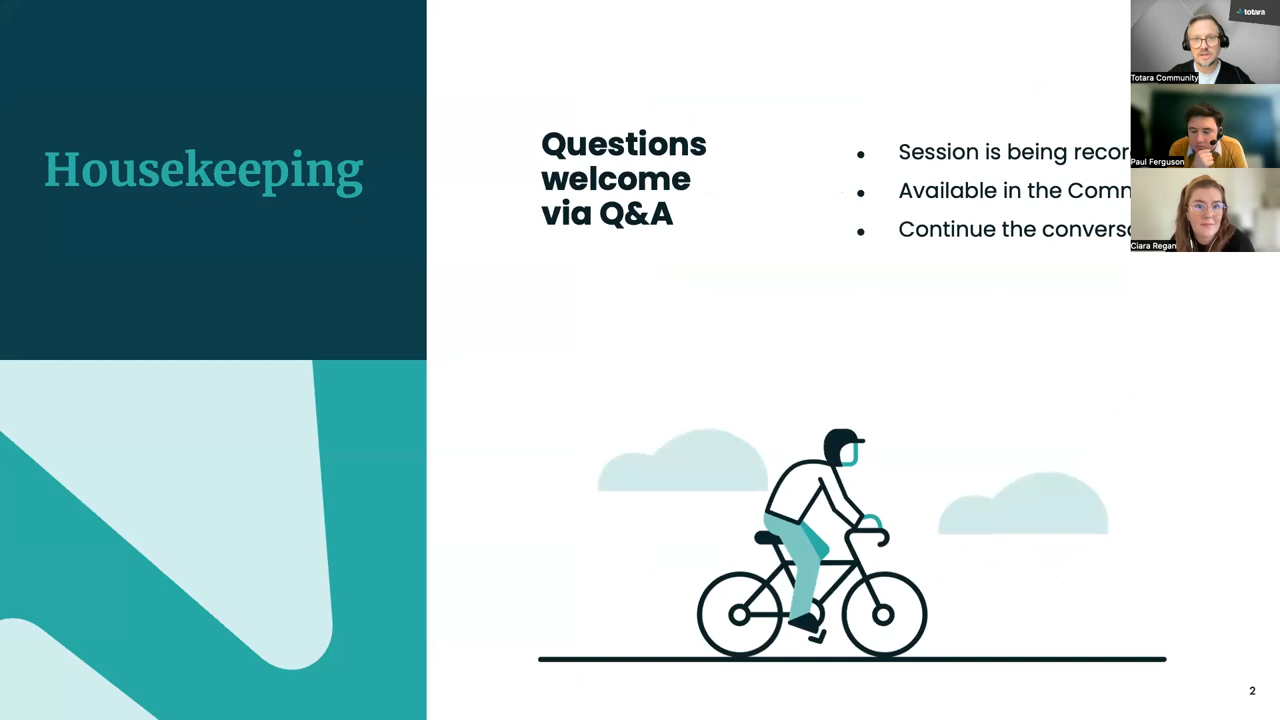 Housekeeping
Questions
welcome
via Q&A
Session is being recor
Available in the Comm
Continue the conversa
totara
Totara Community
Paul Ferguson
Ciara Regan
2